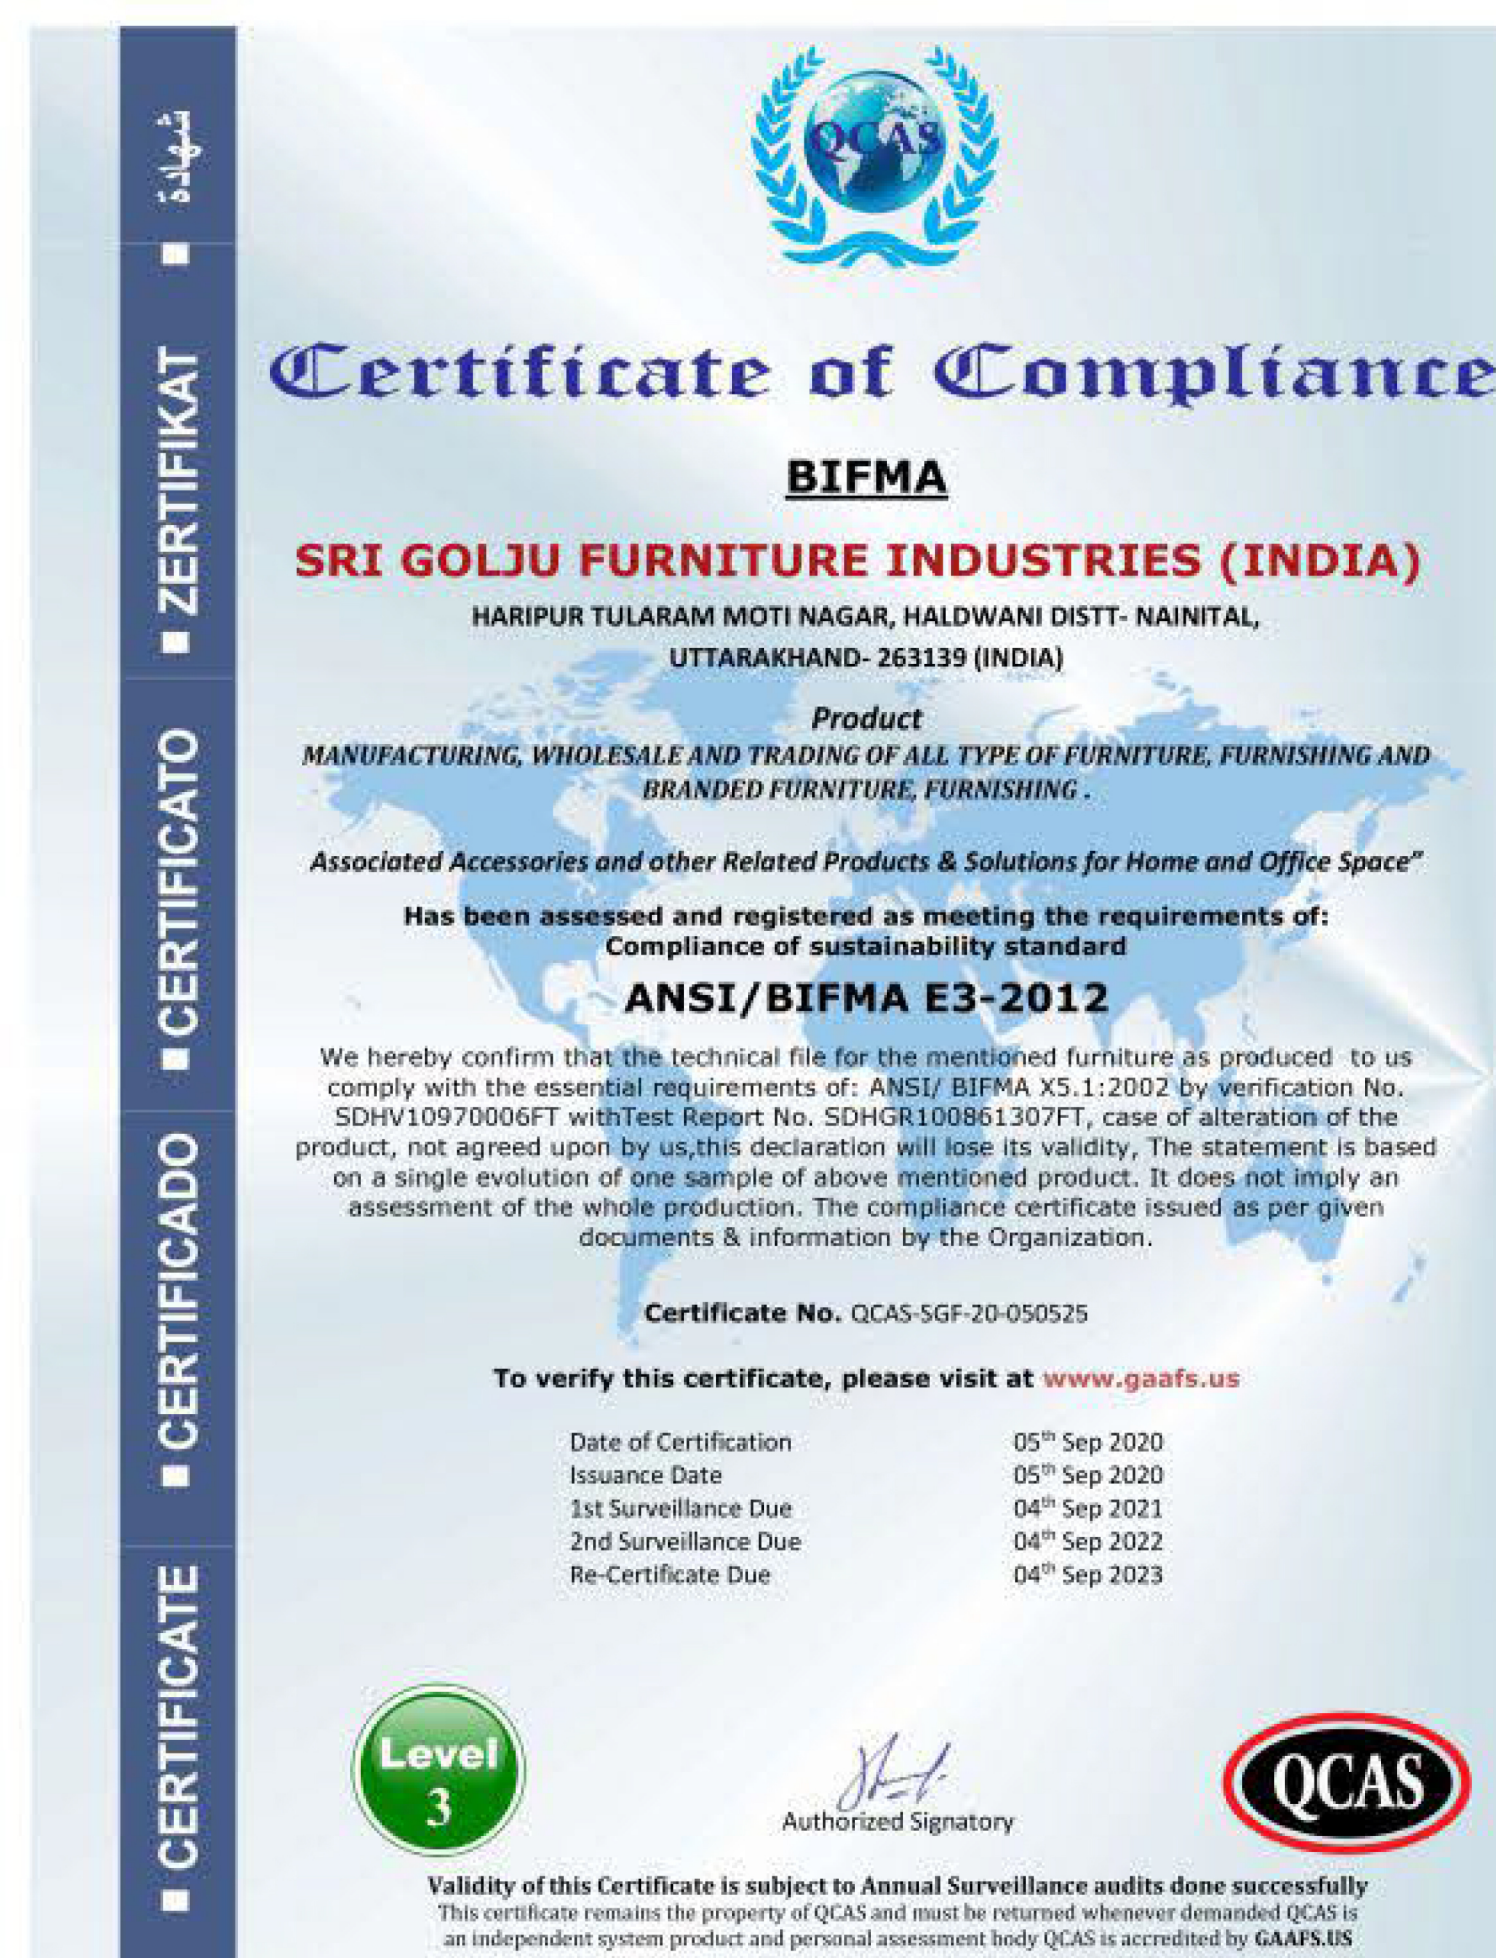 شهادة
ZERTIFIKAT
CERTIFICATO
CERTIFICADO
CERTIFICATE
QCAS
Certificate of Compliance
BIFMA
SRI GOLJU FURNITURE INDUSTRIES (INDIA)
HARIPUR TULARAM MOTI NAGAR, HALDWANI DISTT- NAINITAL,
UTTARAKHAND- 263139 (INDIA)
Product
MANUFACTURING, WHOLESALE AND TRADING OF ALL TYPE OF FURNITURE, FURNISHING AND
BRANDED FURNITURE, FURNISHING .
Associated Accessories and other Related Products & Solutions for Home and Office Space”
Has been assessed and registered as meeting the requirements of:
Compliance of sustainability standard
ANSI/BIFMA E3-2012
We hereby confirm that the technical file for the mentioned furniture as produced to us
comply with the essential requirements of: ANSI/ BIFMA X5.1:2002 by verification No.
SDHV10970006FT withTest Report No. SDHGR100861307FT, case of alteration of the
product, not agreed upon by us,this declaration will lose its validity, The statement is based
on a single evolution of one sample of above mentioned product. It does not imply an
assessment of the whole production. The compliance certificate issued as per given
documents & information by the Organization.
Certificate No. QCAS-SGF-20-050525
To verify this certificate, please visit at www.gaafs.us
Date of Certification 05th Sep 2020
Issuance Date 05th Sep 2020
1st Surveillance Due 04th Sep 2021
2nd Surveillance Due 04th Sep 2022
Re-Certificate Due 04th Sep 2023
Level
3
Authorized Signatory
QCAS
Validity of this Certificate is subject to Annual Surveillance audits done successfully
This certificate remains the property of QCAS and must be returned whenever demanded QCAS is
an independent system product and personal assessment body QCAS is accredited by GAAFS.US